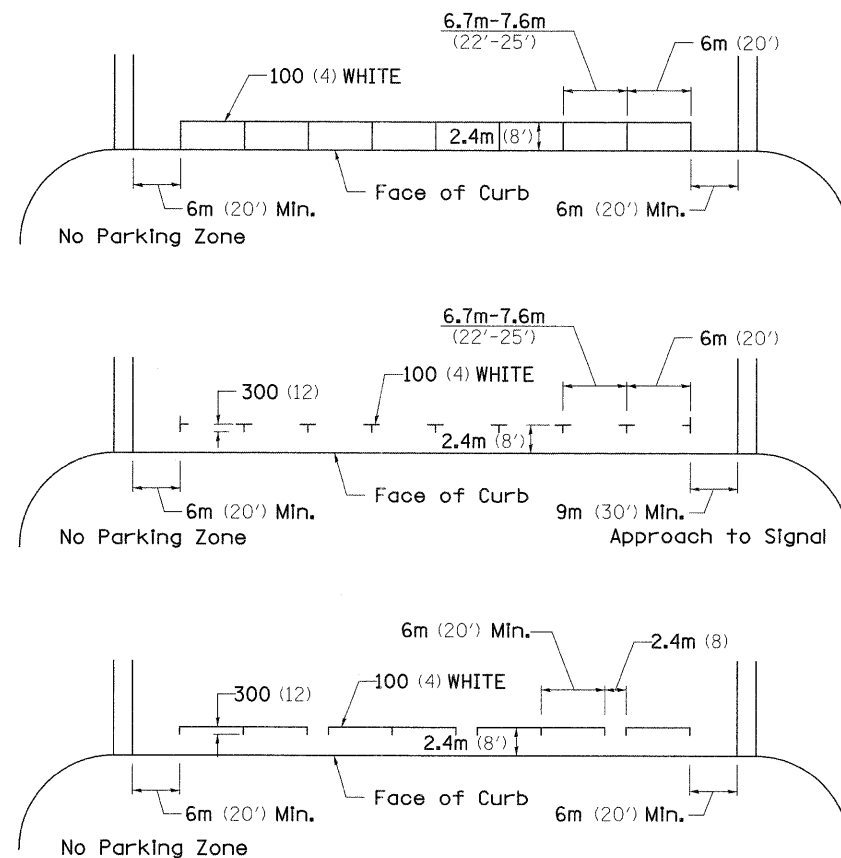 6.7m-7.6m
(22'-25')
6m (20')
100 (4) WHITE
2.4m (8')
Face of Curb
6m (20') Min.
6m (20') Min.
No Parking Zone
6.7m-7.6m
(22'-25')
6m (20')
300 (12)
100 (4) WHITE
2.4m (8')
Face of Curb
6m (20') Min.
9m (30') Min.
No Parking Zone
Approach to Signal
6m (20') Min.
2.4m (8)
300 (12)
100 (4) WHITE
2.4m (8')
Face of Curb
6m (20') Min.
6m (20') Min.
No Parking Zone